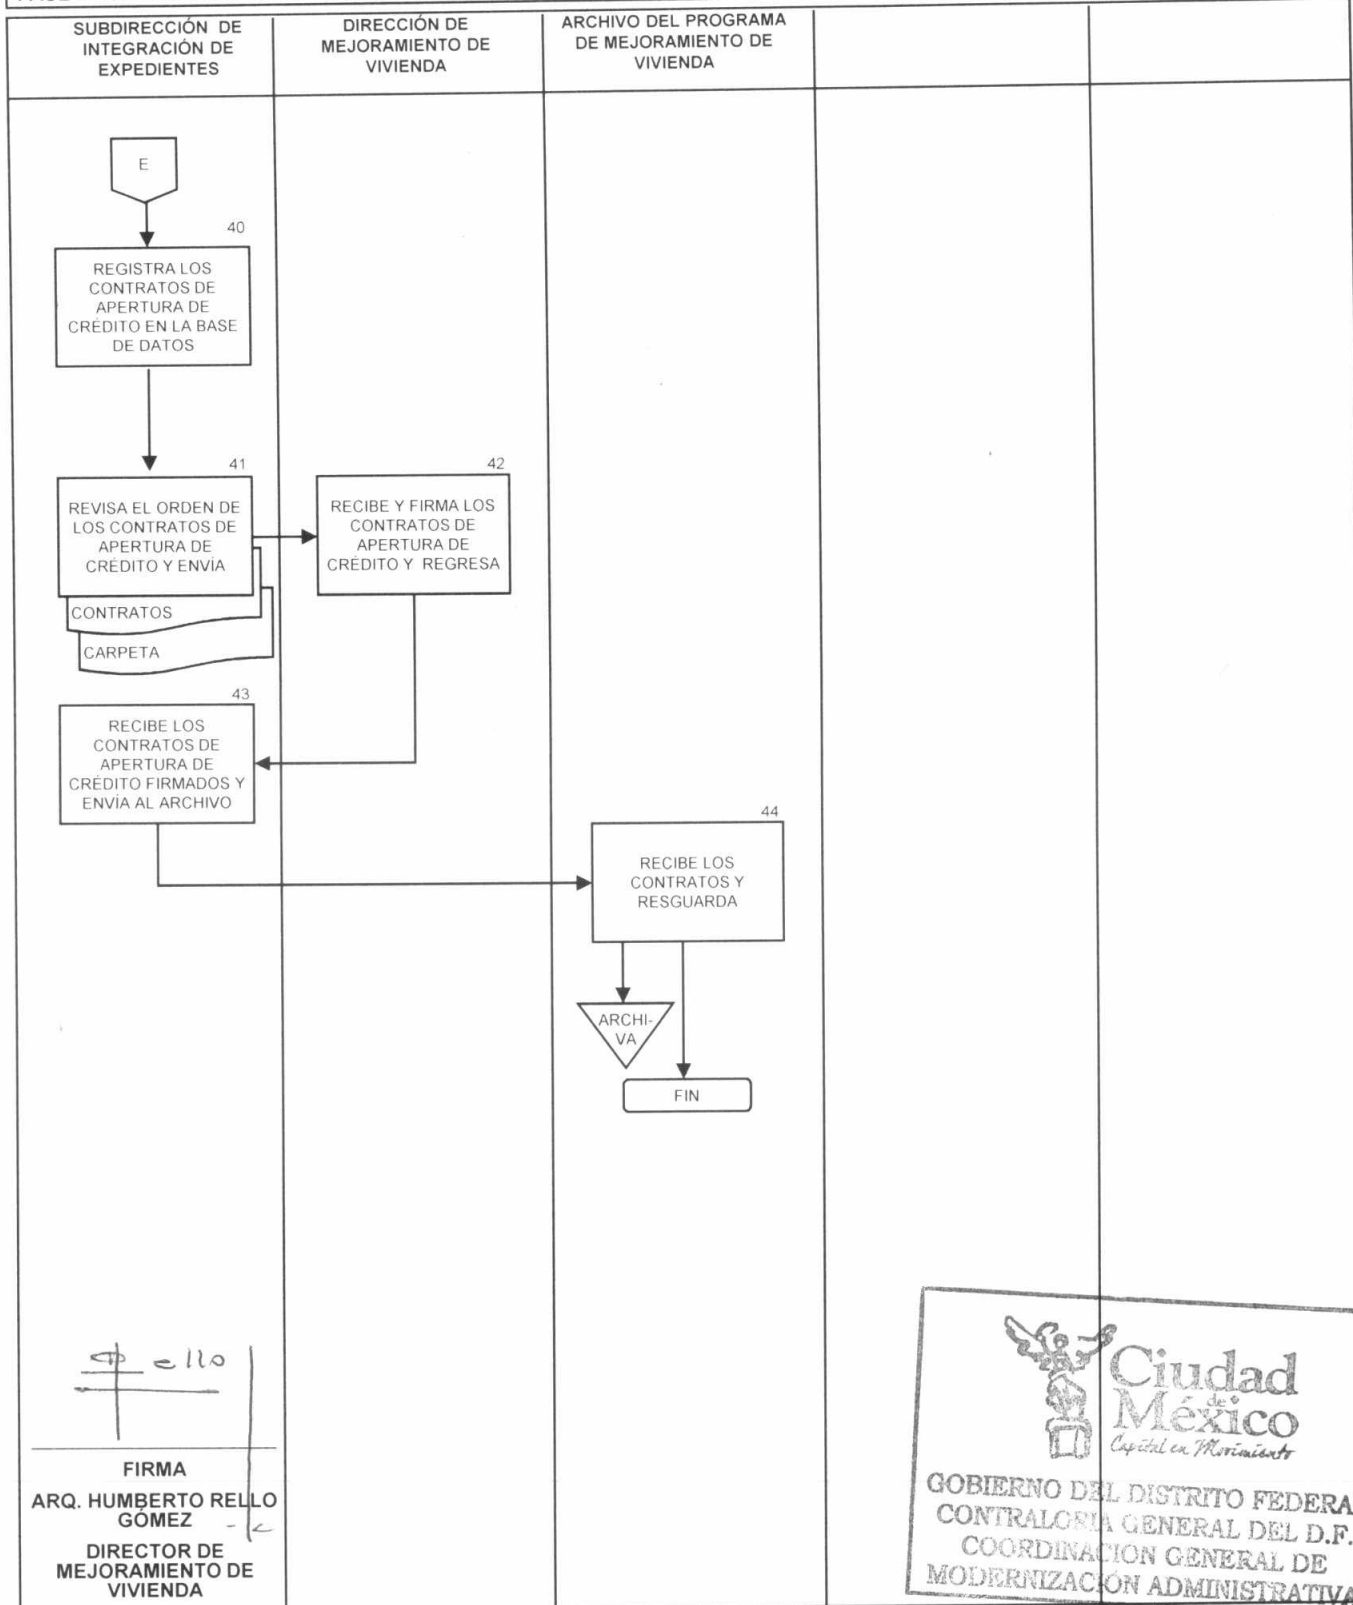 SUBDIRECCIÓN DE
INTEGRACIÓN DE
EXPEDIENTES
DIRECCIÓN DE
MEJORAMIENTO DE
VIVIENDA
ARCHIVO DEL PROGRAMA
DE MEJORAMIENTO DE
VIVIENDA
E
40
REGISTRA LOS
CONTRATOS DE
APERTURA DE
CRÉDITO EN LA BASE
DE DATOS
41
REVISA EL ORDEN DE
LOS CONTRATOS DE
APERTURA DE
CRÉDITO Y ENVÍA
CONTRATOS
CARPETA
42
RECIBE Y FIRMA LOS
CONTRATOS DE
APERTURA DE
CRÉDITO Y REGRESA
43
RECIBE LOS
CONTRATOS DE
APERTURA DE
CRÉDITO FIRMADOS Y
ENVÍA AL ARCHIVO
44
RECIBE LOS
CONTRATOS Y
RESGUARDA
ARCHI-
VA
FIN
FIRMA
ARQ. HUMBERTO RELLO
GÓMEZ
DIRECTOR DE
MEJORAMIENTO DE
VIVIENDA
Ciudad
de
México
Capital en Movimiento
GOBIERNO DEL DISTRITO FEDERA
CONTRALORIA GENERAL DEL D.F.
COORDINACION GENERAL DE
MODERNIZACIÓN ADMINISTRATIVA